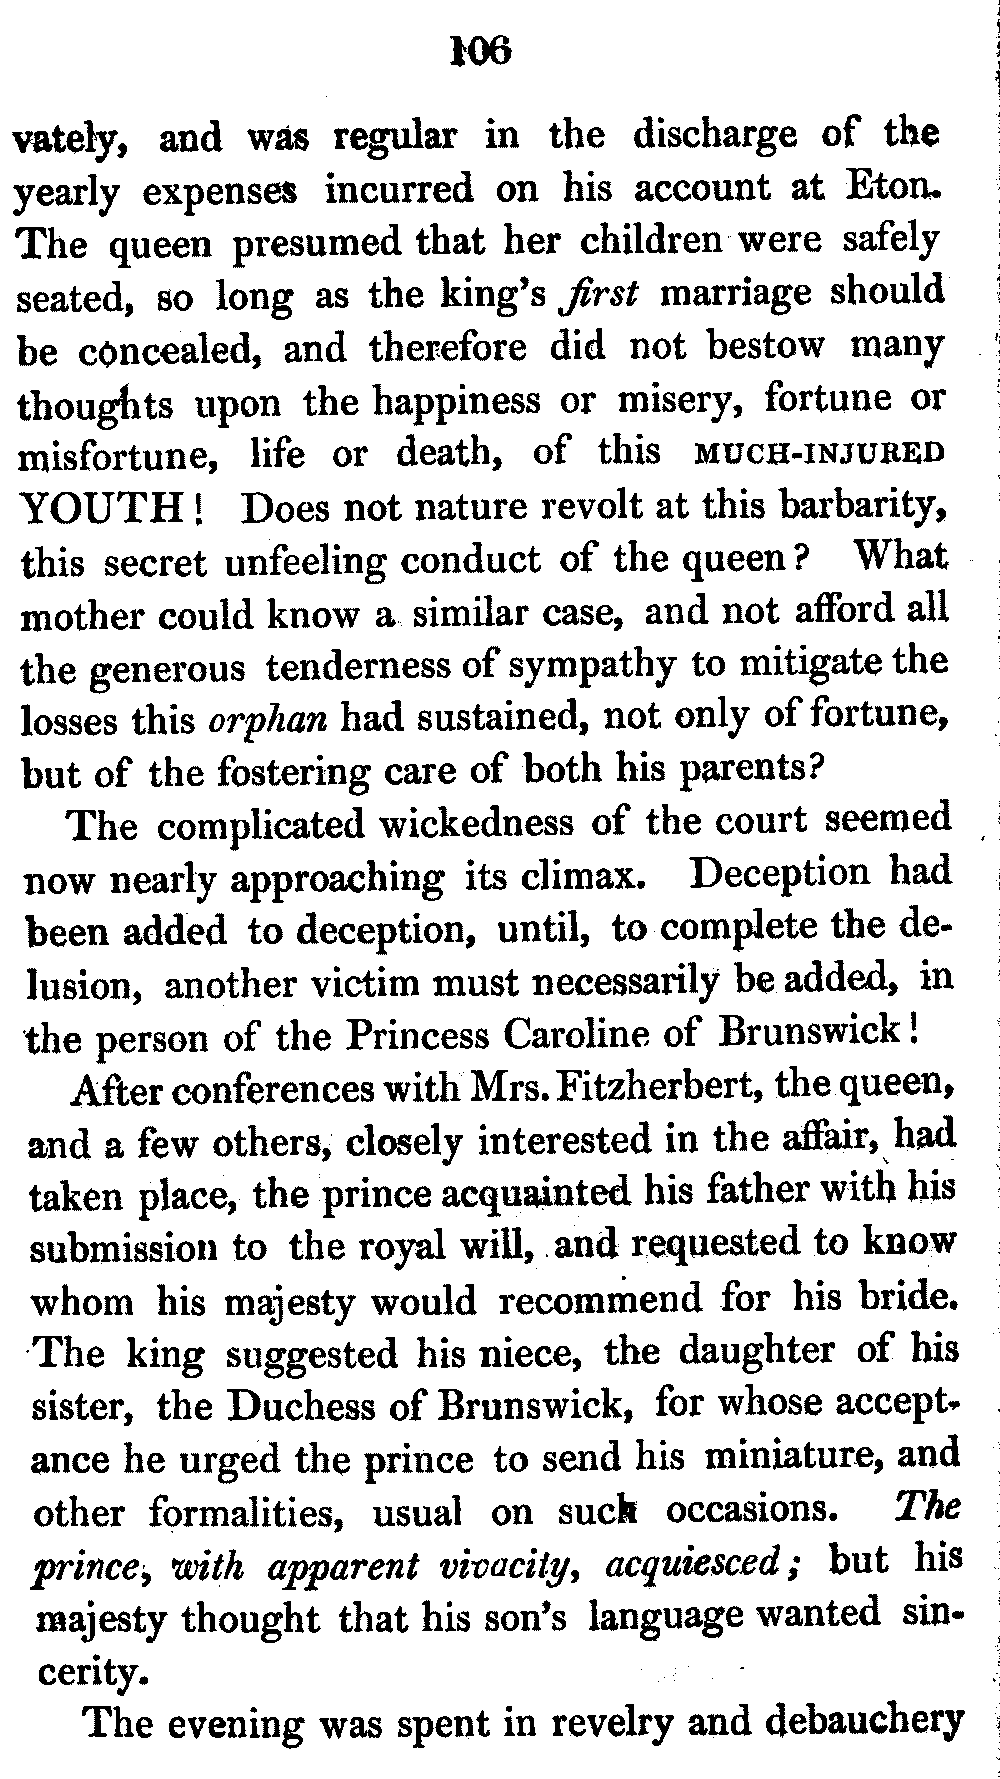 106
vately, and was regular in the discharge of the
yearly expenses incurred on his account at Eton.
The queen presumed that her children were safely
seated, so long as the king's first marriage should
be concealed, and therefore did not bestow many
thoughts upon the happiness or misery, fortune or
misfortune, life or death, of this MUCH-INJURED
YOUTH! Does not nature revolt at this barbarity,
this secret unfeeling conduct of the queen? What
mother could know a similar case, and not afford all
the generous tenderness of sympathy to mitigate the
losses this orphan had sustained, not only of fortune,
but of the fostering care of both his parents?
The complicated wickedness of the court seemed
now nearly approaching its climax. Deception had
been added to deception, until, to complete the de-
lusion, another victim must necessarily be added, in
the person of the Princess Caroline of Brunswick!
After conferences with Mrs. Fitzherbert, the queen,
and a few others, closely interested in the affair, had
taken place, the prince acquainted his father with his
submission to the royal will, and requested to know
whom his majesty would recommend for his bride.
The king suggested his niece, the daughter of his
sister, the Duchess of Brunswick, for whose accept-
ance he urged the prince to send his miniature, and
other formalities, usual on such occasions. The
prince, with apparent vivacity, acquiesced; but his
majesty thought that his son's language wanted sin-
cerity.
The evening was spent in revelry and debauchery